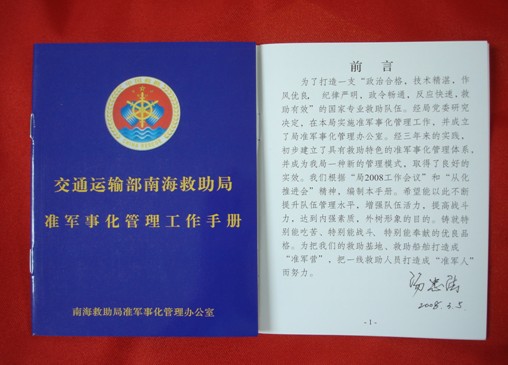 交通运输部南海救助局
准军事化管理工作手册
南海救助局准军事化管理办公室
前 言
为了打造一支“政治合格，技术精湛，作
风优良，纪律严明，政令畅通，反应快速，救
助有效”的国家专业救助队伍。经局党委研究
决定，在本局实施准军事化管理工作，并成立
了局准军事化管理办公室。经三年来的实践，
初步建立了具有救助特色的准军事化管理体系，
并成为我局一种新的管理模式，取得了良好的
实效。我们根据“局2008工作会议”和“从化
推进会”精神，编制本手册。希望能以此不断
提升队伍管理水平，增强队伍活力，提高战斗
力，达到内强素质，外树形象的目的。铸就特
别能吃苦、特别能战斗、特别能奉献的优良品
格。为把我们的救助基地、救助船舶打造成
“准军营”，把一线救助人员打造成“准军人”
而努力。
2008.3.5.
-1-